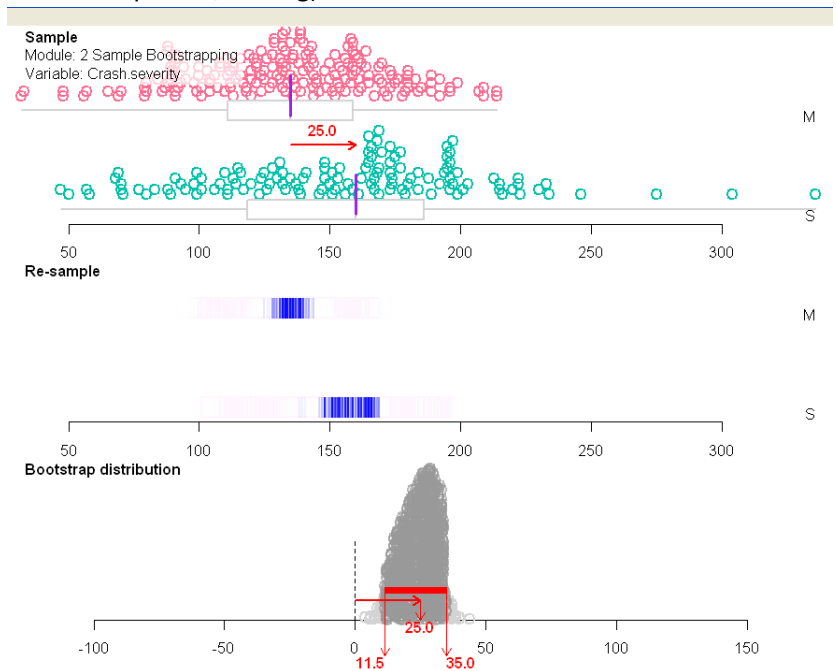 Sample
Module: 2 Sample Bootstrapping
Variable: Crash.severity
M
25.0
S
50 100 150 200 250 300
Re-sample
M
S
50 100 150 200 250 300
Bootstrap distribution
25.0
-100 -50 0 50 100 150
11.5 35.0